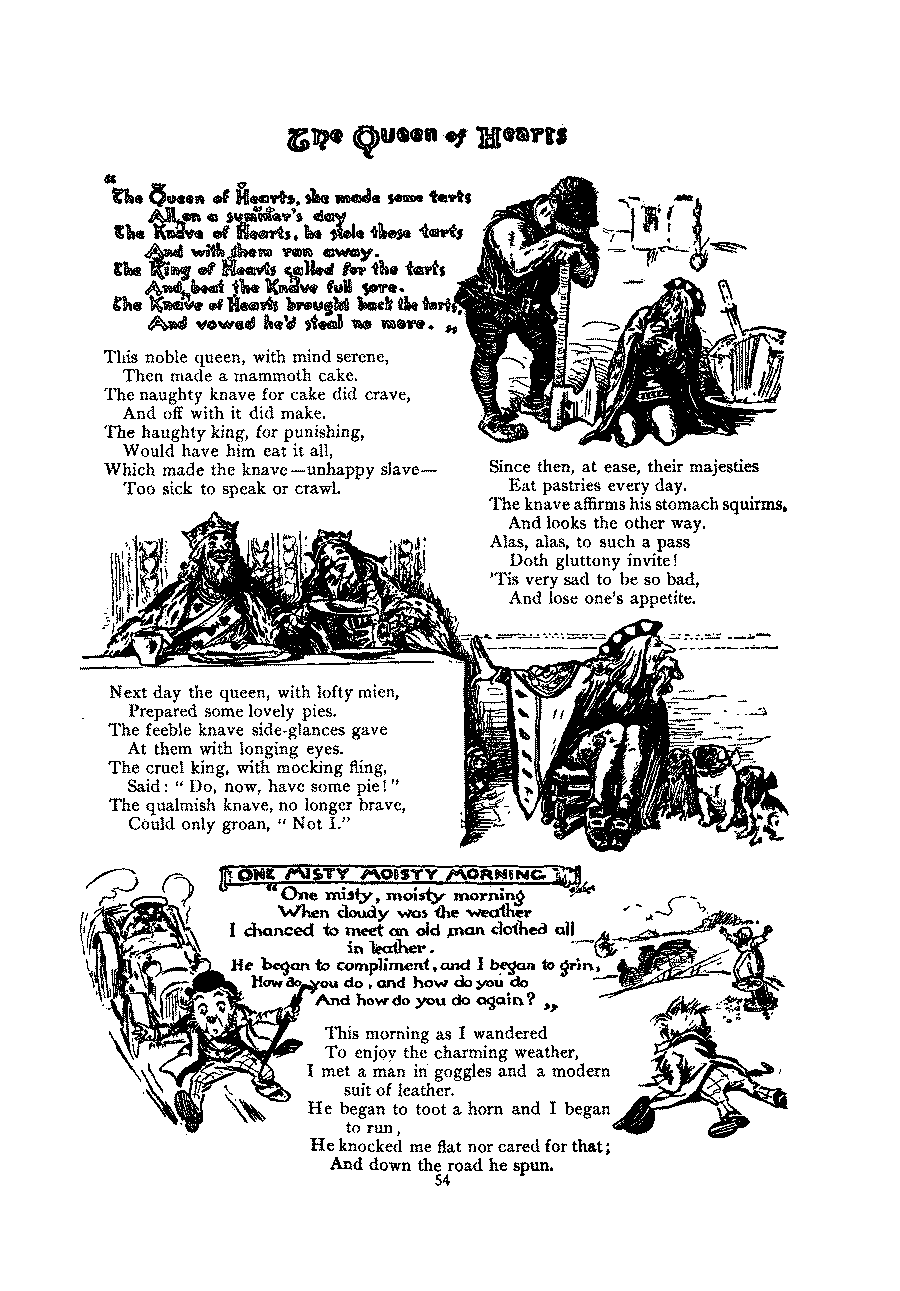 The Queen of Hearts
“
The Queen of Hearts, she made some tarts
All on a summer's day
The Knave of Hearts, he stole those tarts
And with them ran away.
The King of Hearts called for the tarts
And beat the Knave full sore.
The Knave of Hearts brought back the tarts,
And vowed he'd steal no more. „
This noble queen, with mind serene,
Then made a mammoth cake.
The naughty knave for cake did crave,
And off with it did make.
The haughty king, for punishing,
Would have him eat it all,
Which made the knave—unhappy slave—
Too sick to speak or crawl.
Next day the queen, with lofty mien,
Prepared some lovely pies.
The feeble knave side-glances gave
At them with longing eyes.
The cruel king, with mocking fling,
Said: “ Do, now, have some pie!”
The qualmish knave, no longer brave,
Could only groan, “ Not I.”
Since then, at ease, their majesties
Eat pastries every day.
The knave affirms his stomach squirms,
And looks the other way.
Alas, alas, to such a pass
Doth gluttony invite!
'Tis very sad to be so bad,
And lose one's appetite.
ONE MISTY MOISTY MORNING
“One misty, moisty morning
When cloudy was the weather
I chanced to meet an old man clothed all
in leather.
He began to compliment, and I began to grin,
How do you do, and how do you do
And how do you do again? „
This morning as I wandered
To enjoy the charming weather,
I met a man in goggles and a modern
suit of leather.
He began to toot a horn and I began
to run,
He knocked me flat nor cared for that;
And down the road he spun.
54